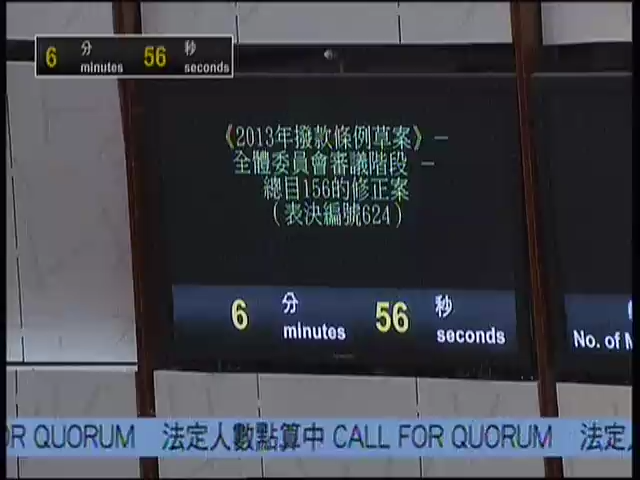 6 分 minutes 56 秒 seconds
《2013年撥款條例草案》－
全體委員會審議階段－
總目156的修正案
（表決編號624）
6 分 minutes 56 秒 seconds
No. of
QUORUM 法定人數點算中 CALL FOR QUORUM 法定